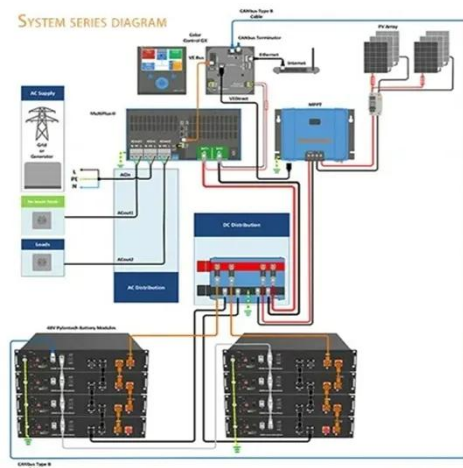 SYSTEM SERIES DIAGRAM
CANbus Type B
Cable
Color
Control GX
CANbus Terminator
PV Array
VE Bus
Ethernet
Internet
AC Supply
VE Direct
MPPT
MultiPlus-II
Grid
or
Generator
L
PE
N
ACin
ACout1
Loads
ACout2
DC Distribution
AC Distribution
48V Pylontech Battery Modules
CANbus Type B